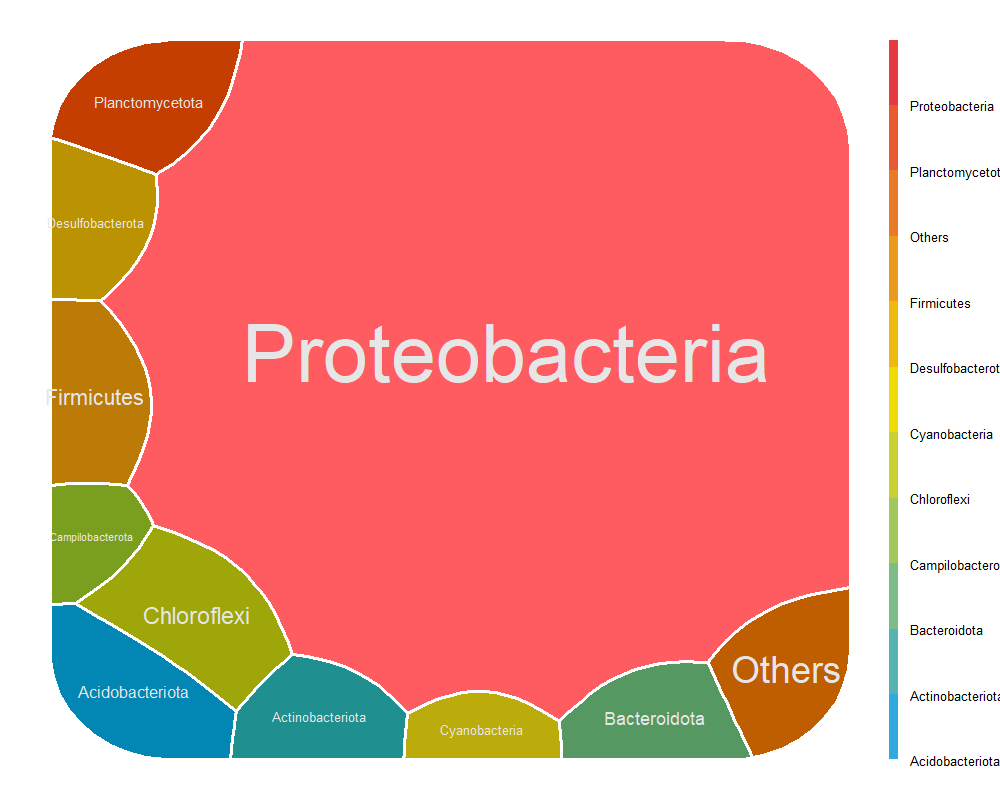 Planctomycetota
Desulfobacterota
Proteobacteria
Firmicutes
Campilobacterota
Chloroflexi
Acidobacteriota
Actinobacteriota
Cyanobacteria
Bacteroidota
Others
Proteobacteria
Planctomycetot
Others
Firmicutes
Desulfobacterot
Cyanobacteria
Chloroflexi
Campilobactero
Bacteroidota
Actinobacteriota
Acidobacteriota